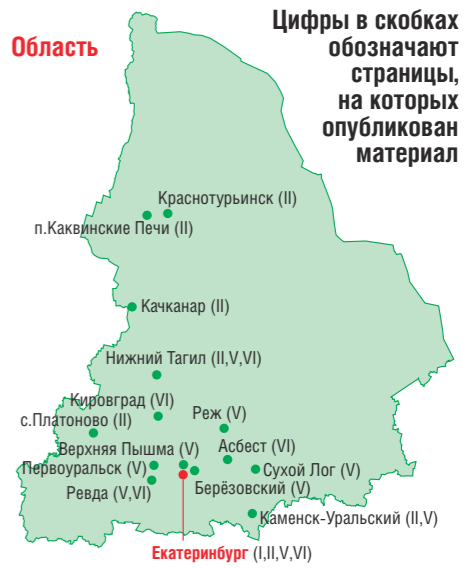 Область
Цифры в скобках
обозначают
страницы,
на которых
опубликован
материал
Краснотурьинск (II)
п.Каквинские Печи (II)
Качканар (II)
Нижний Тагил (II,V,VI)
Кировград (VI)
с.Платоново (II)
Реж (V)
Верхняя Пышма (V)
Асбест (VI)
Первоуральск (V)
Сухой Лог (V)
Ревда (V,VI)
Берёзовский (V)
Каменск-Уральский (II,V)
Екатеринбург (I,II,V,VI)